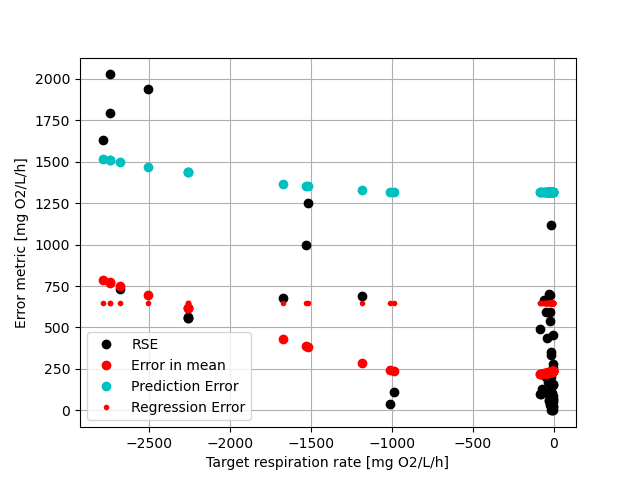 Error metric [mg O2/L/h]
2000
1750
1500
1250
1000
750
500
250
0
RSE
Error in mean
Prediction Error
Regression Error
−2500 −2000 −1500 −1000 −500 0
Target respiration rate [mg O2/L/h]